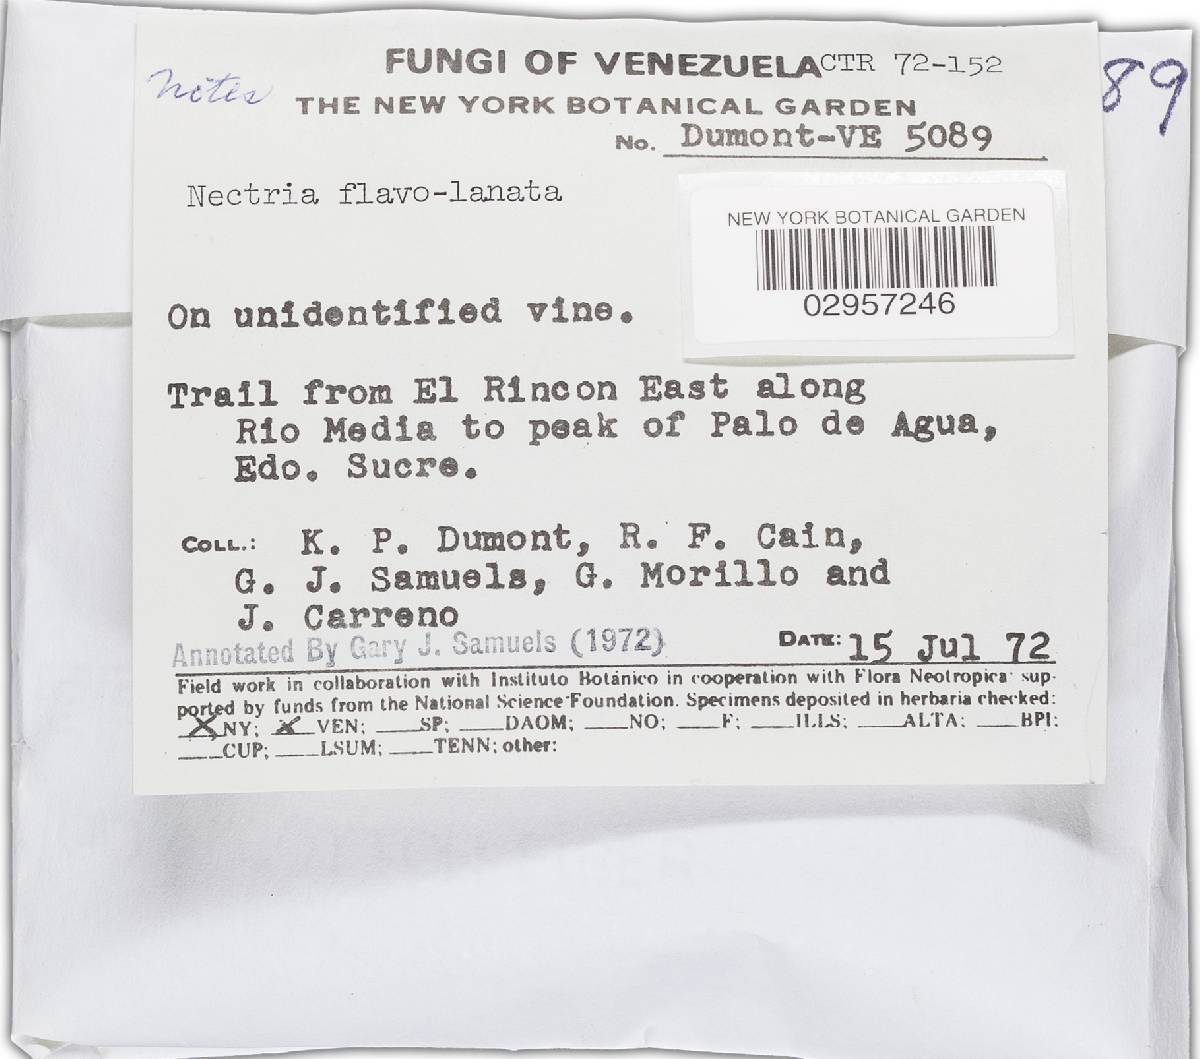 FUNGI OF VENEZUELA CTR 72-152
Notes
89
THE NEW YORK BOTANICAL GARDEN
No. Dumont-VE 5089
Nectria flavo-lanata
NEW YORK BOTANICAL GARDEN
02957246
On unidentified vine.
Trail from El Rincon East along
Rio Media to peak of Palo de Agua,
Edo. Sucre.
COLL.: K. P. Dumont, R. F. Cain,
G. J. Samuels, G. Morillo and
J. Carreno
Annotated By Gary J. Samuels (1972)
DATE: 15 Jul 72
Field work in collaboration with Instituto Botánico in cooperation with Flora Neotropica sup-
ported by funds from the National Science Foundation. Specimens deposited in herbaria checked:
X NY; X VEN; ___SP; ___DAOM; ___NO; ___F; ___ILLS; ___ALTA; ___BPI;
___CUP; ___LSUM; ___TENN; other: